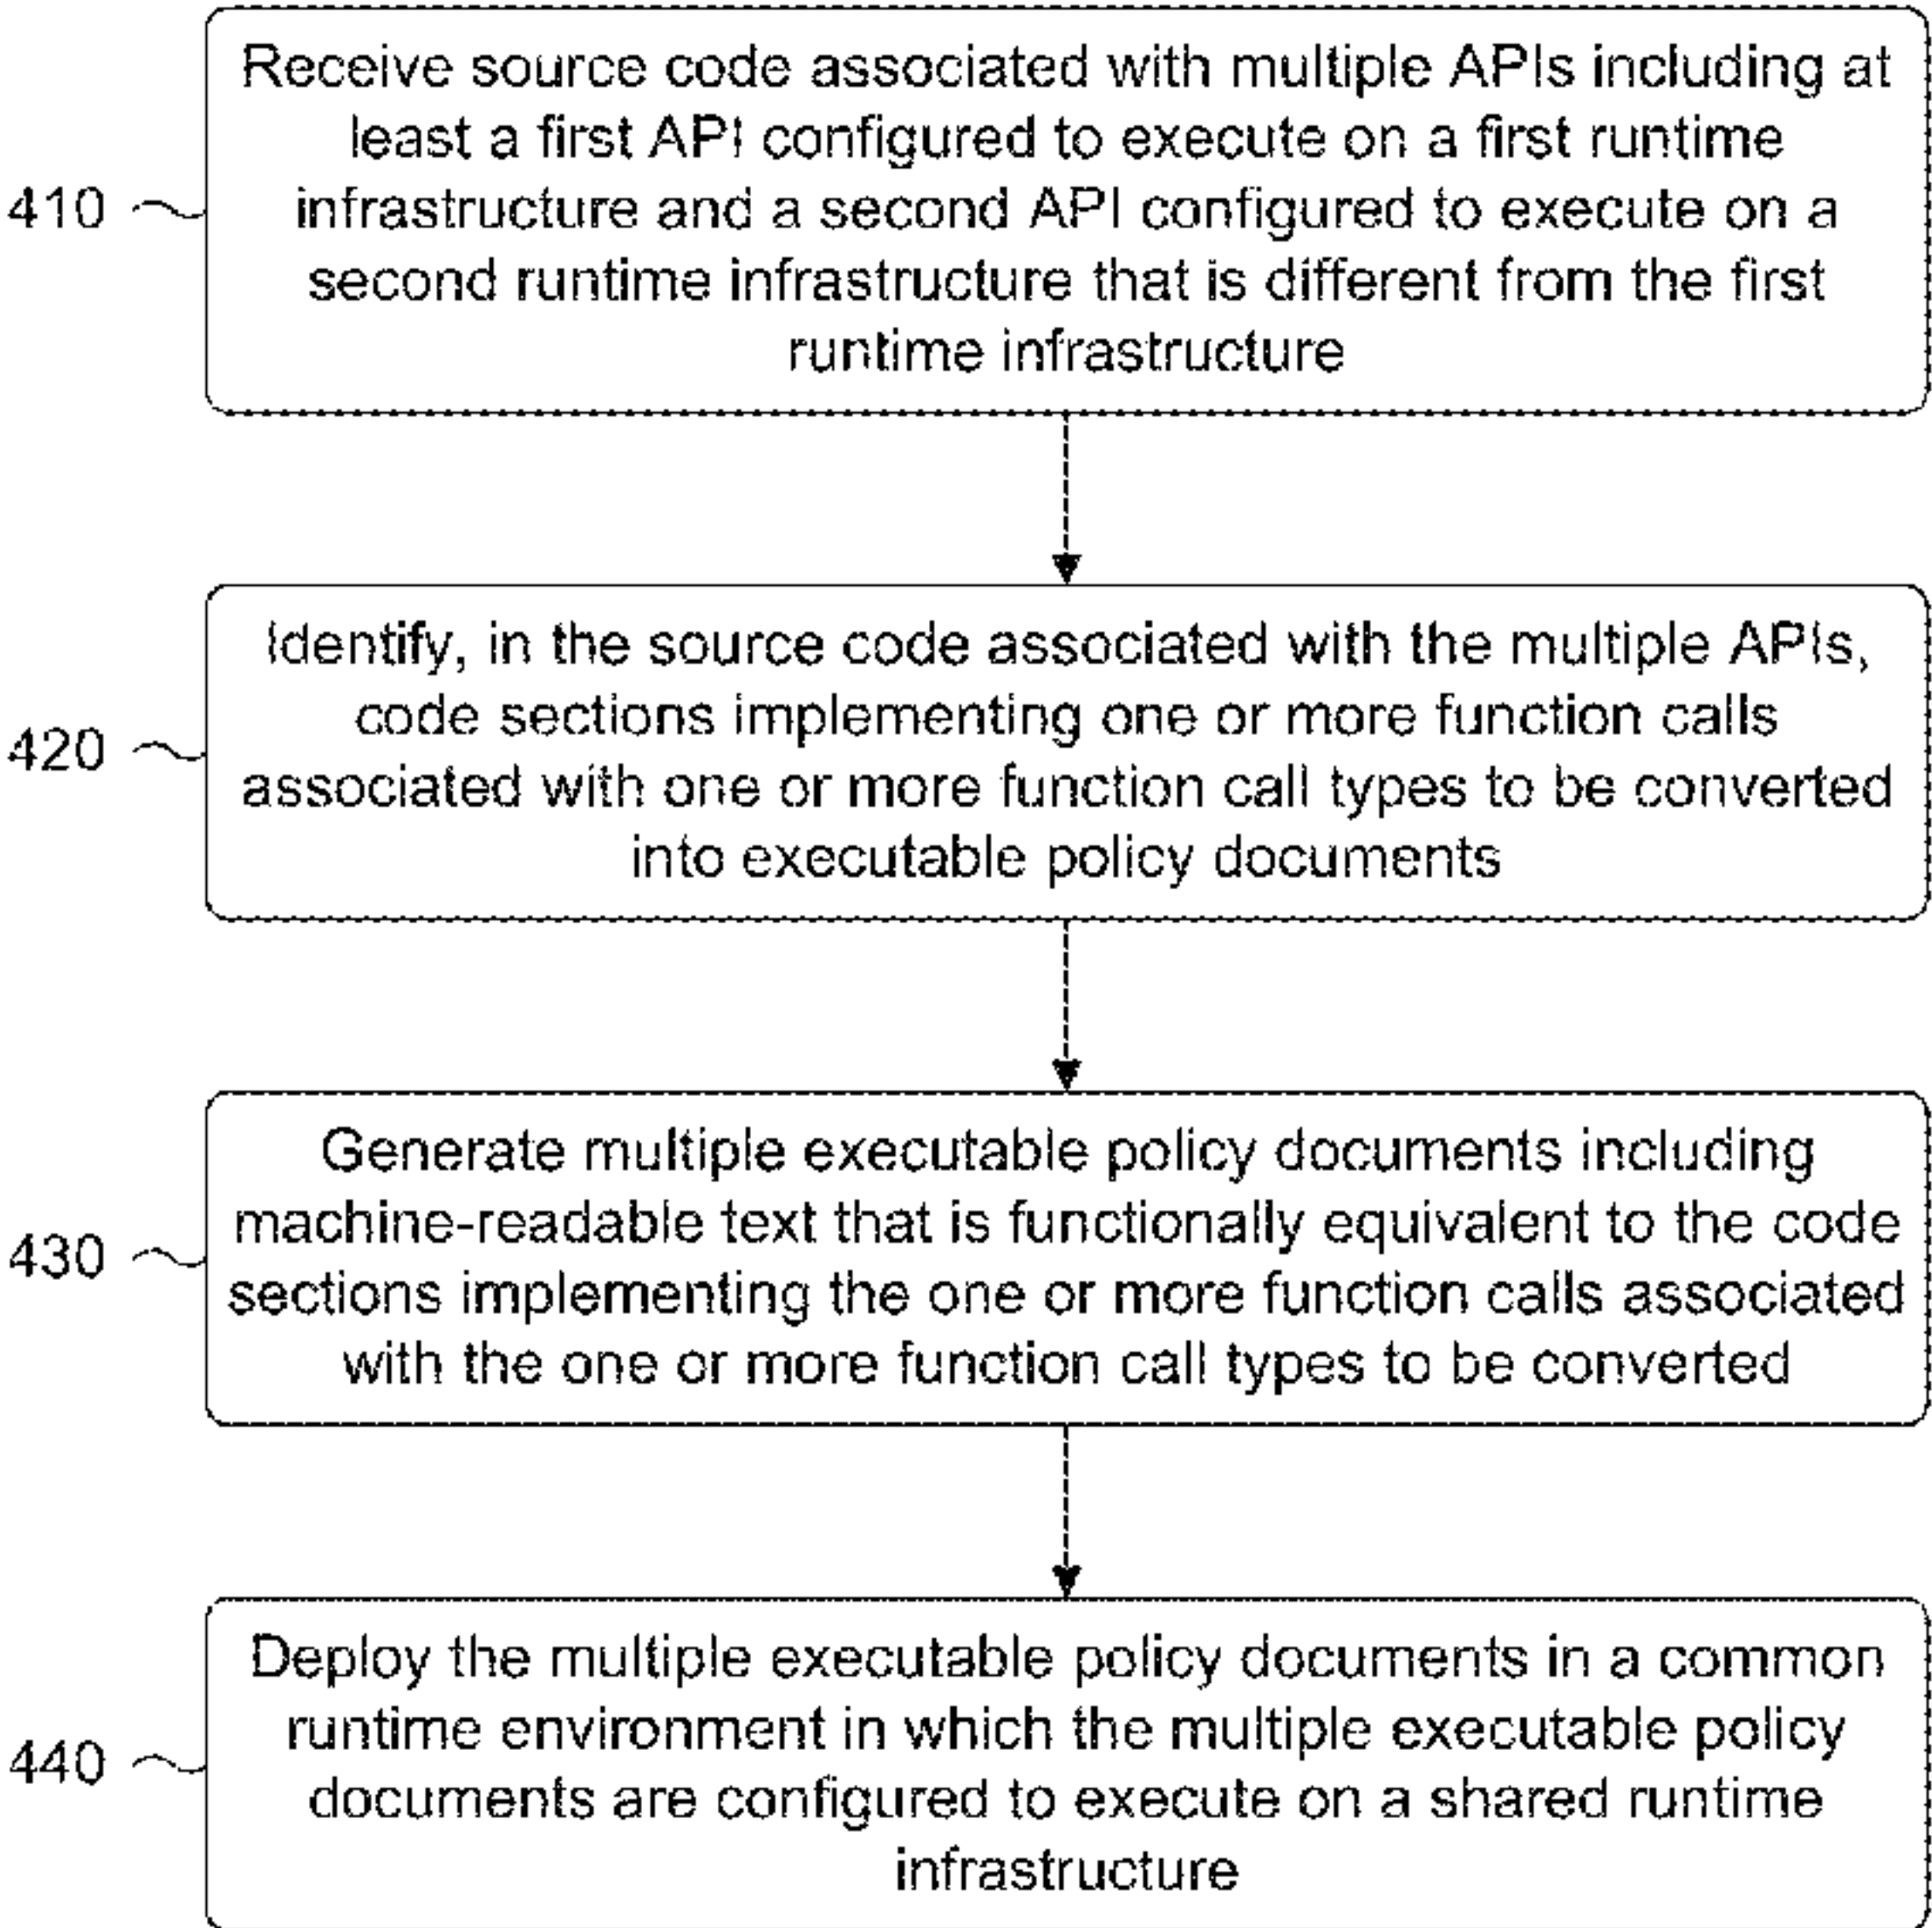 Receive source code associated with multiple APIs including at
least a first API configured to execute on a first runtime
410
infrastructure and a second API configured to execute on a
second runtime infrastructure that is different from the first
runtime infrastructure
Identify, in the source code associated with the multiple APIs,
code sections implementing one or more function calls
420
associated with one or more function call types to be converted
into executable policy documents
Generate multiple executable policy documents including
machine-readable text that is functionally equivalent to the code
430
sections implementing the one or more function calls associated
with the one or more function call types to be converted
Deploy the multiple executable policy documents in a common
runtime environment in which the multiple executable policy
440
documents are configured to execute on a shared runtime
infrastructure